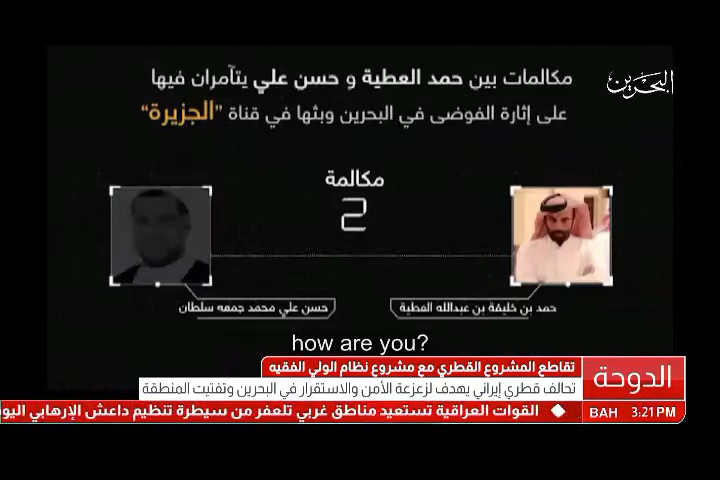 مكالمات بين حمد العطية و حسن علي يتآمران فيها
على إثارة الفوضى في البحرين وبثها في قناة "الجزيرة"
البحرين
مكالمة
2
حمد بن خليفة بن عبدالله العطية
حسن علي محمد جمعه سلطان
how are you?
الدوحة
تقاطع المشروع القطري مع مشروع نظام الولي الفقيه
تحالف قطري إيراني يهدف لزعزعة الأمن والاستقرار في البحرين وتفتيت المنطقة
BAH 3:21PM
القوات العراقية تستعيد مناطق غربي تلعفر من سيطرة تنظيم داعش الإرهابي اليو